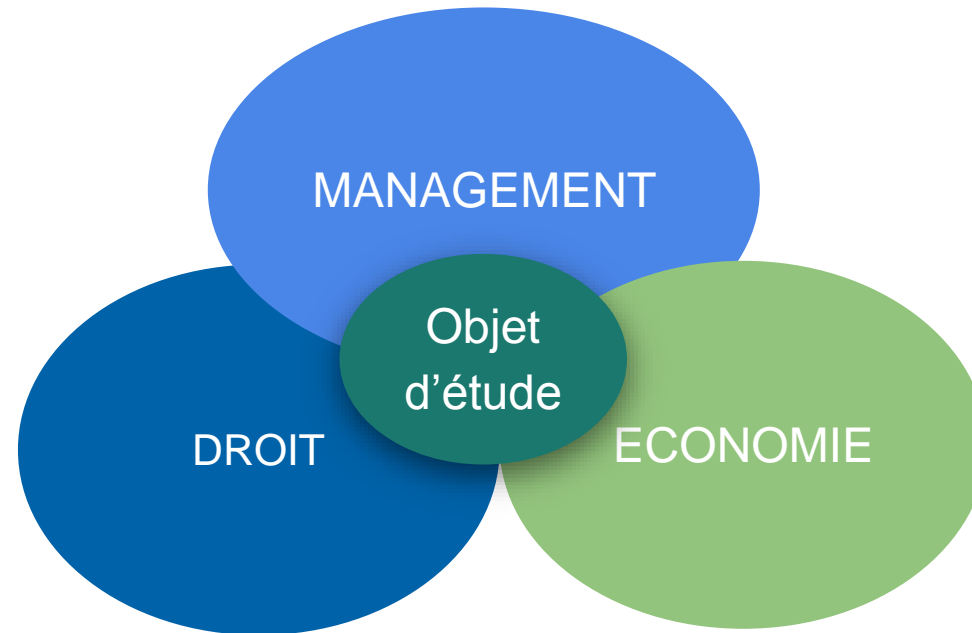 MANAGEMENT
Objet
d’étude
DROIT
ECONOMIE